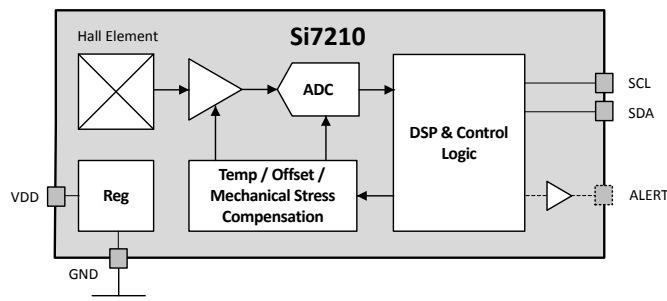 Hall Element
Si7210
ADC
DSP & Control
Logic
SCL
SDA
Temp / Offset /
Mechanical Stress
Compensation
Reg
VDD
ALERT
GND